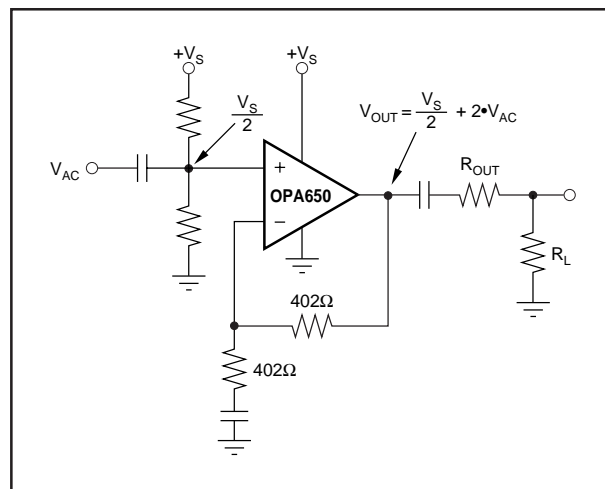 +V_S
+V_S
V_S/2
V_OUT = V_S/2 + 2•V_AC
V_AC
+
OPA650
–
R_OUT
R_L
402Ω
402Ω